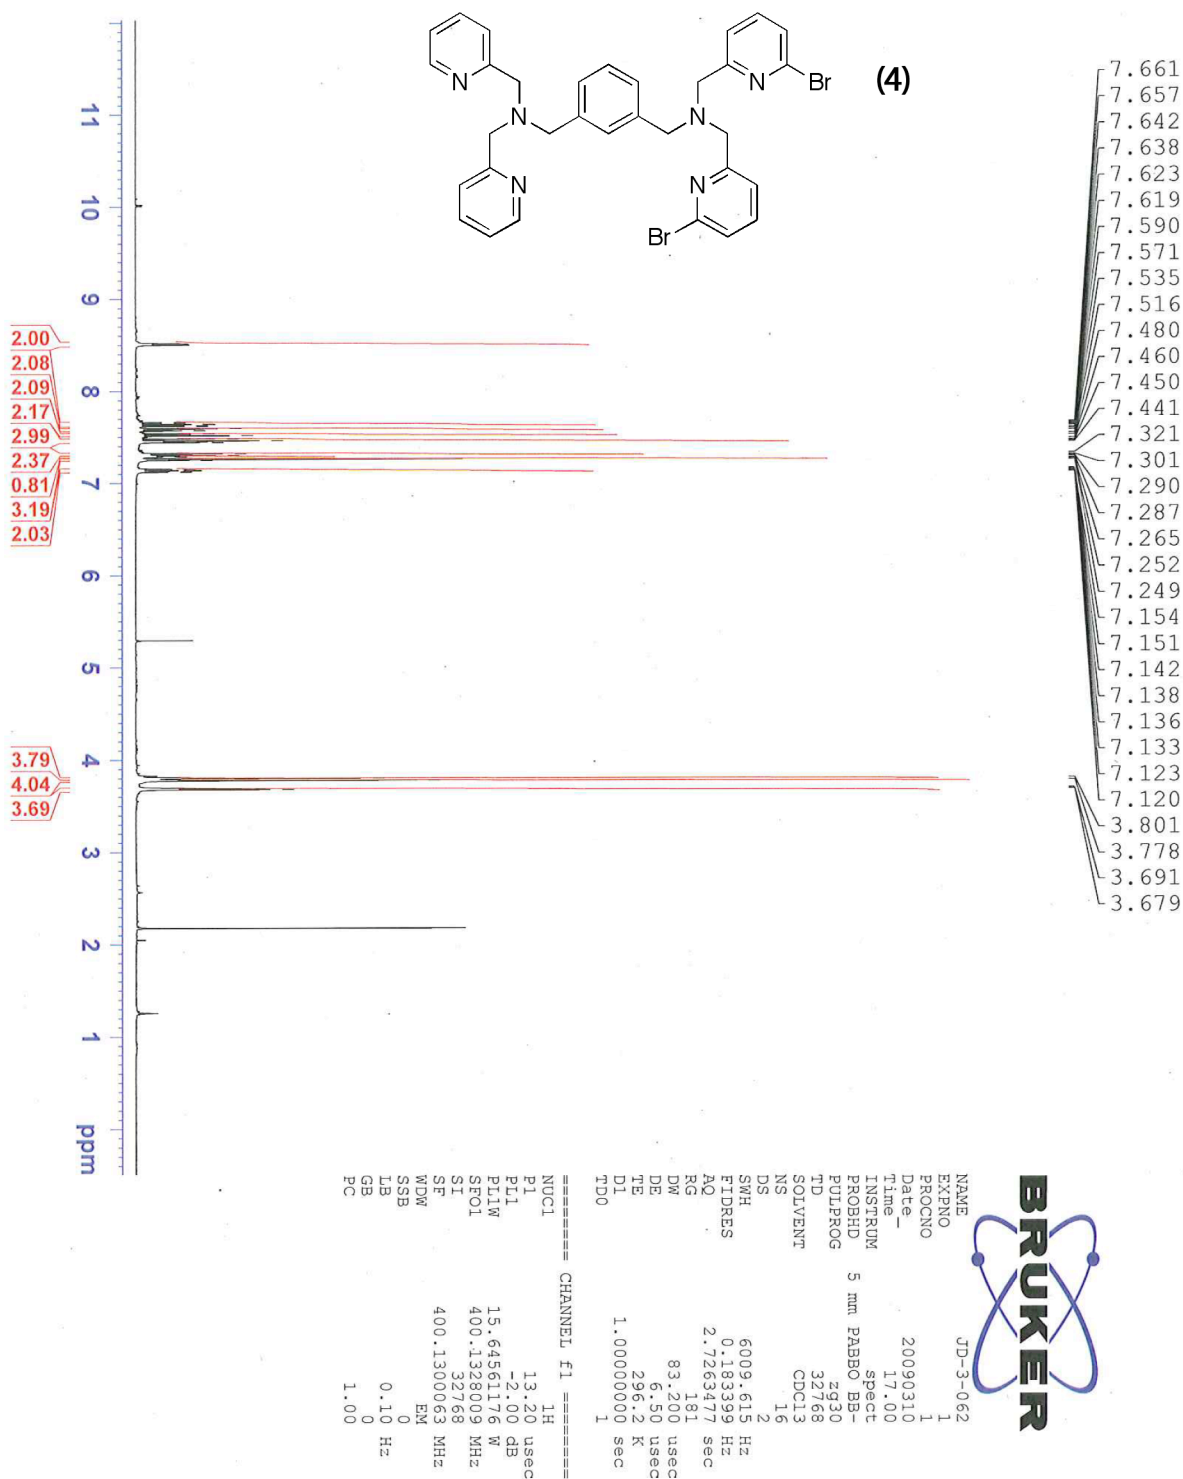 N
N
N
N
N
N
Br
Br
(4)
7.661
7.657
7.642
7.638
7.623
7.619
7.590
7.571
7.535
7.516
7.480
7.460
7.450
7.441
7.321
7.301
7.290
7.287
7.265
7.252
7.249
7.154
7.151
7.142
7.138
7.136
7.133
7.123
7.120
3.801
3.778
3.691
3.679
11
10
9
8
7
6
5
4
3
2
1
ppm
2.00
2.08
2.09
2.17
2.99
2.37
0.81
3.19
2.03
3.79
4.04
3.69
BRUKER
NAME JD-3-062
EXPNO 1
PROCNO 1
Date_ 20090310
Time 17.00
INSTRUM spect
PROBHD 5 mm PABBO BB-
PULPROG zg30
TD 32768
SOLVENT CDCl3
NS 16
DS 2
SWH 6009.615 Hz
FIDRES 0.183399 Hz
AQ 2.7263477 sec
RG 181
DW 83.200 usec
DE 6.50 usec
TE 296.2 K
D1 1.00000000 sec
TD0 1
======== CHANNEL f1 ========
NUC1 1H
P1 13.20 usec
PL1 -2.00 dB
PL1W 15.64561176 W
SFO1 400.1328009 MHz
SI 32768
SF 400.1300063 MHz
WDW EM
SSB 0
LB 0.10 Hz
GB 0
PC 1.00